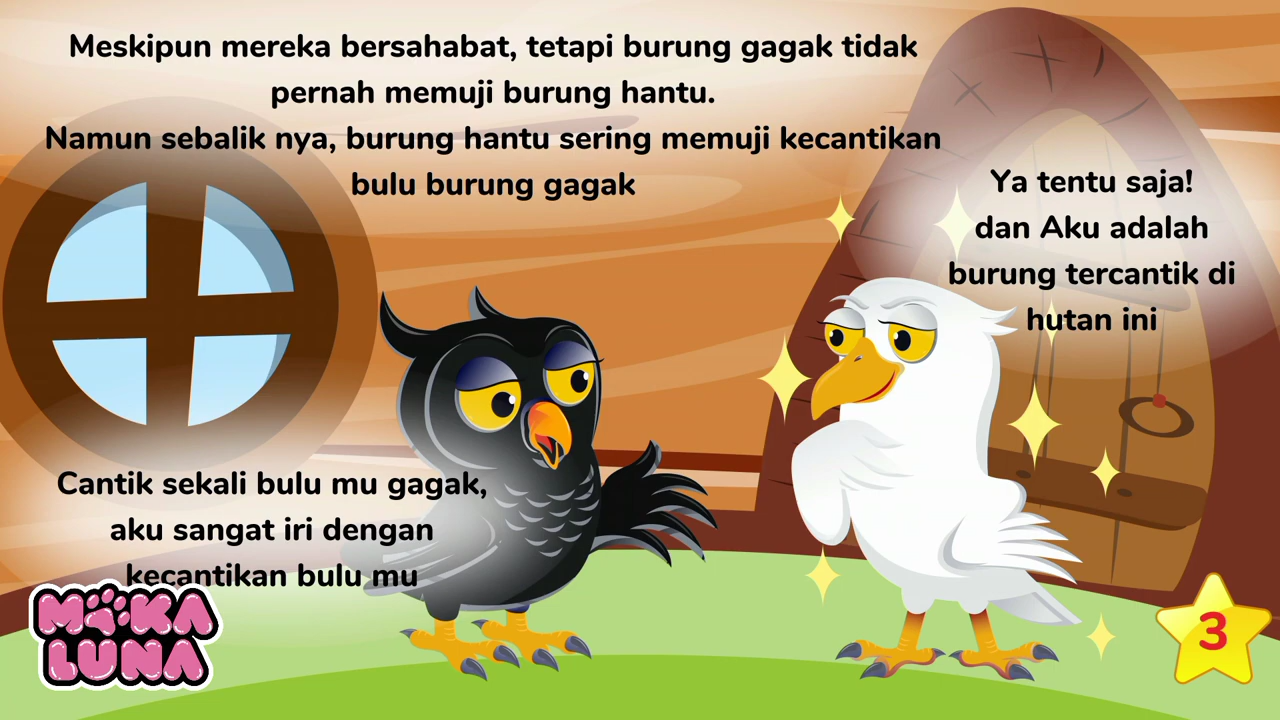 Meskipun mereka bersahabat, tetapi burung gagak tidak
pernah memuji burung hantu.
Namun sebalik nya, burung hantu sering memuji kecantikan
bulu burung gagak
Ya tentu saja!
dan Aku adalah
burung tercantik di
hutan ini
Cantik sekali bulu mu gagak,
aku sangat iri dengan
kecantikan bulu mu
MOKA
LUNA
3